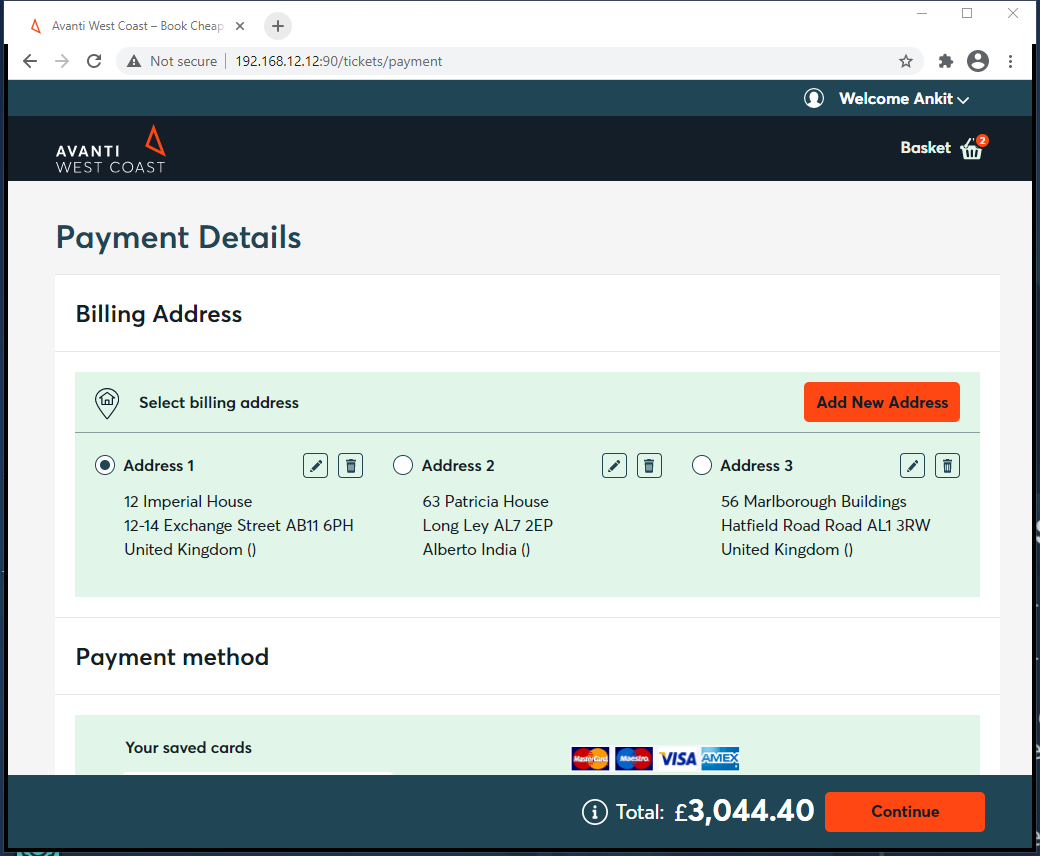 Avanti West Coast – Book Cheap
Not secure
192.168.12.12:90/tickets/payment
Welcome Ankit
AVANTI
WEST COAST
Basket 2
Payment Details
Billing Address
Select billing address
Add New Address
Address 1
12 Imperial House
12-14 Exchange Street AB11 6PH
United Kingdom ()
Address 2
63 Patricia House
Long Ley AL7 2EP
Alberto India ()
Address 3
56 Marlborough Buildings
Hatfield Road Road AL1 3RW
United Kingdom ()
Payment method
Your saved cards
MasterCard
Maestro
VISA
AMEX
Total: £3,044.40
Continue